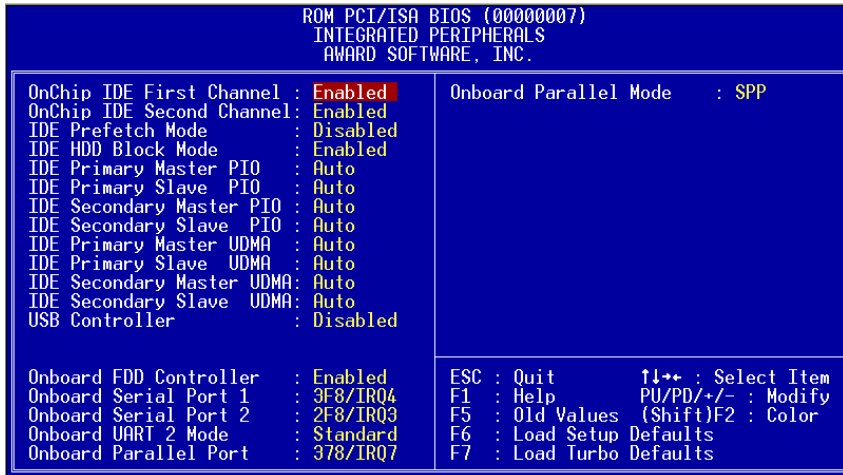 ROM PCI/ISA BIOS (00000007)
INTEGRATED PERIPHERALS
AWARD SOFTWARE, INC.
OnChip IDE First Channel : Enabled
OnChip IDE Second Channel: Enabled
IDE Prefetch Mode : Disabled
IDE HDD Block Mode : Enabled
IDE Primary Master PIO : Auto
IDE Primary Slave PIO : Auto
IDE Secondary Master PIO : Auto
IDE Secondary Slave PIO : Auto
IDE Primary Master UDMA : Auto
IDE Primary Slave UDMA : Auto
IDE Secondary Master UDMA: Auto
IDE Secondary Slave UDMA: Auto
USB Controller : Disabled
Onboard FDD Controller : Enabled
Onboard Serial Port 1 : 3F8/IRQ4
Onboard Serial Port 2 : 2F8/IRQ3
Onboard UART 2 Mode : Standard
Onboard Parallel Port : 378/IRQ7
Onboard Parallel Mode : SPP
ESC : Quit ↑↓→← : Select Item
F1 : Help PU/PD/+/- : Modify
F5 : Old Values (Shift)F2 : Color
F6 : Load Setup Defaults
F7 : Load Turbo Defaults